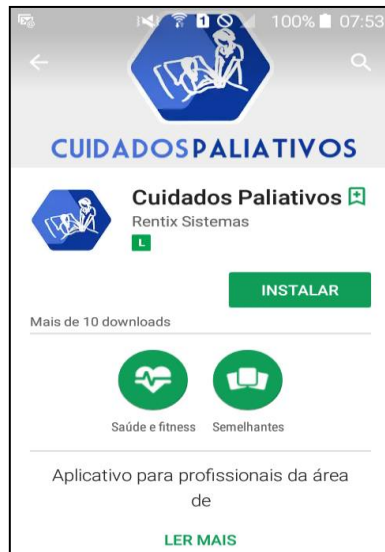 1 100% 07:53
CUIDADOSPALIATIVOS
Cuidados Paliativos
Rentix Sistemas
L
INSTALAR
Mais de 10 downloads
Saúde e fitness Semelhantes
Aplicativo para profissionais da área
de
LER MAIS